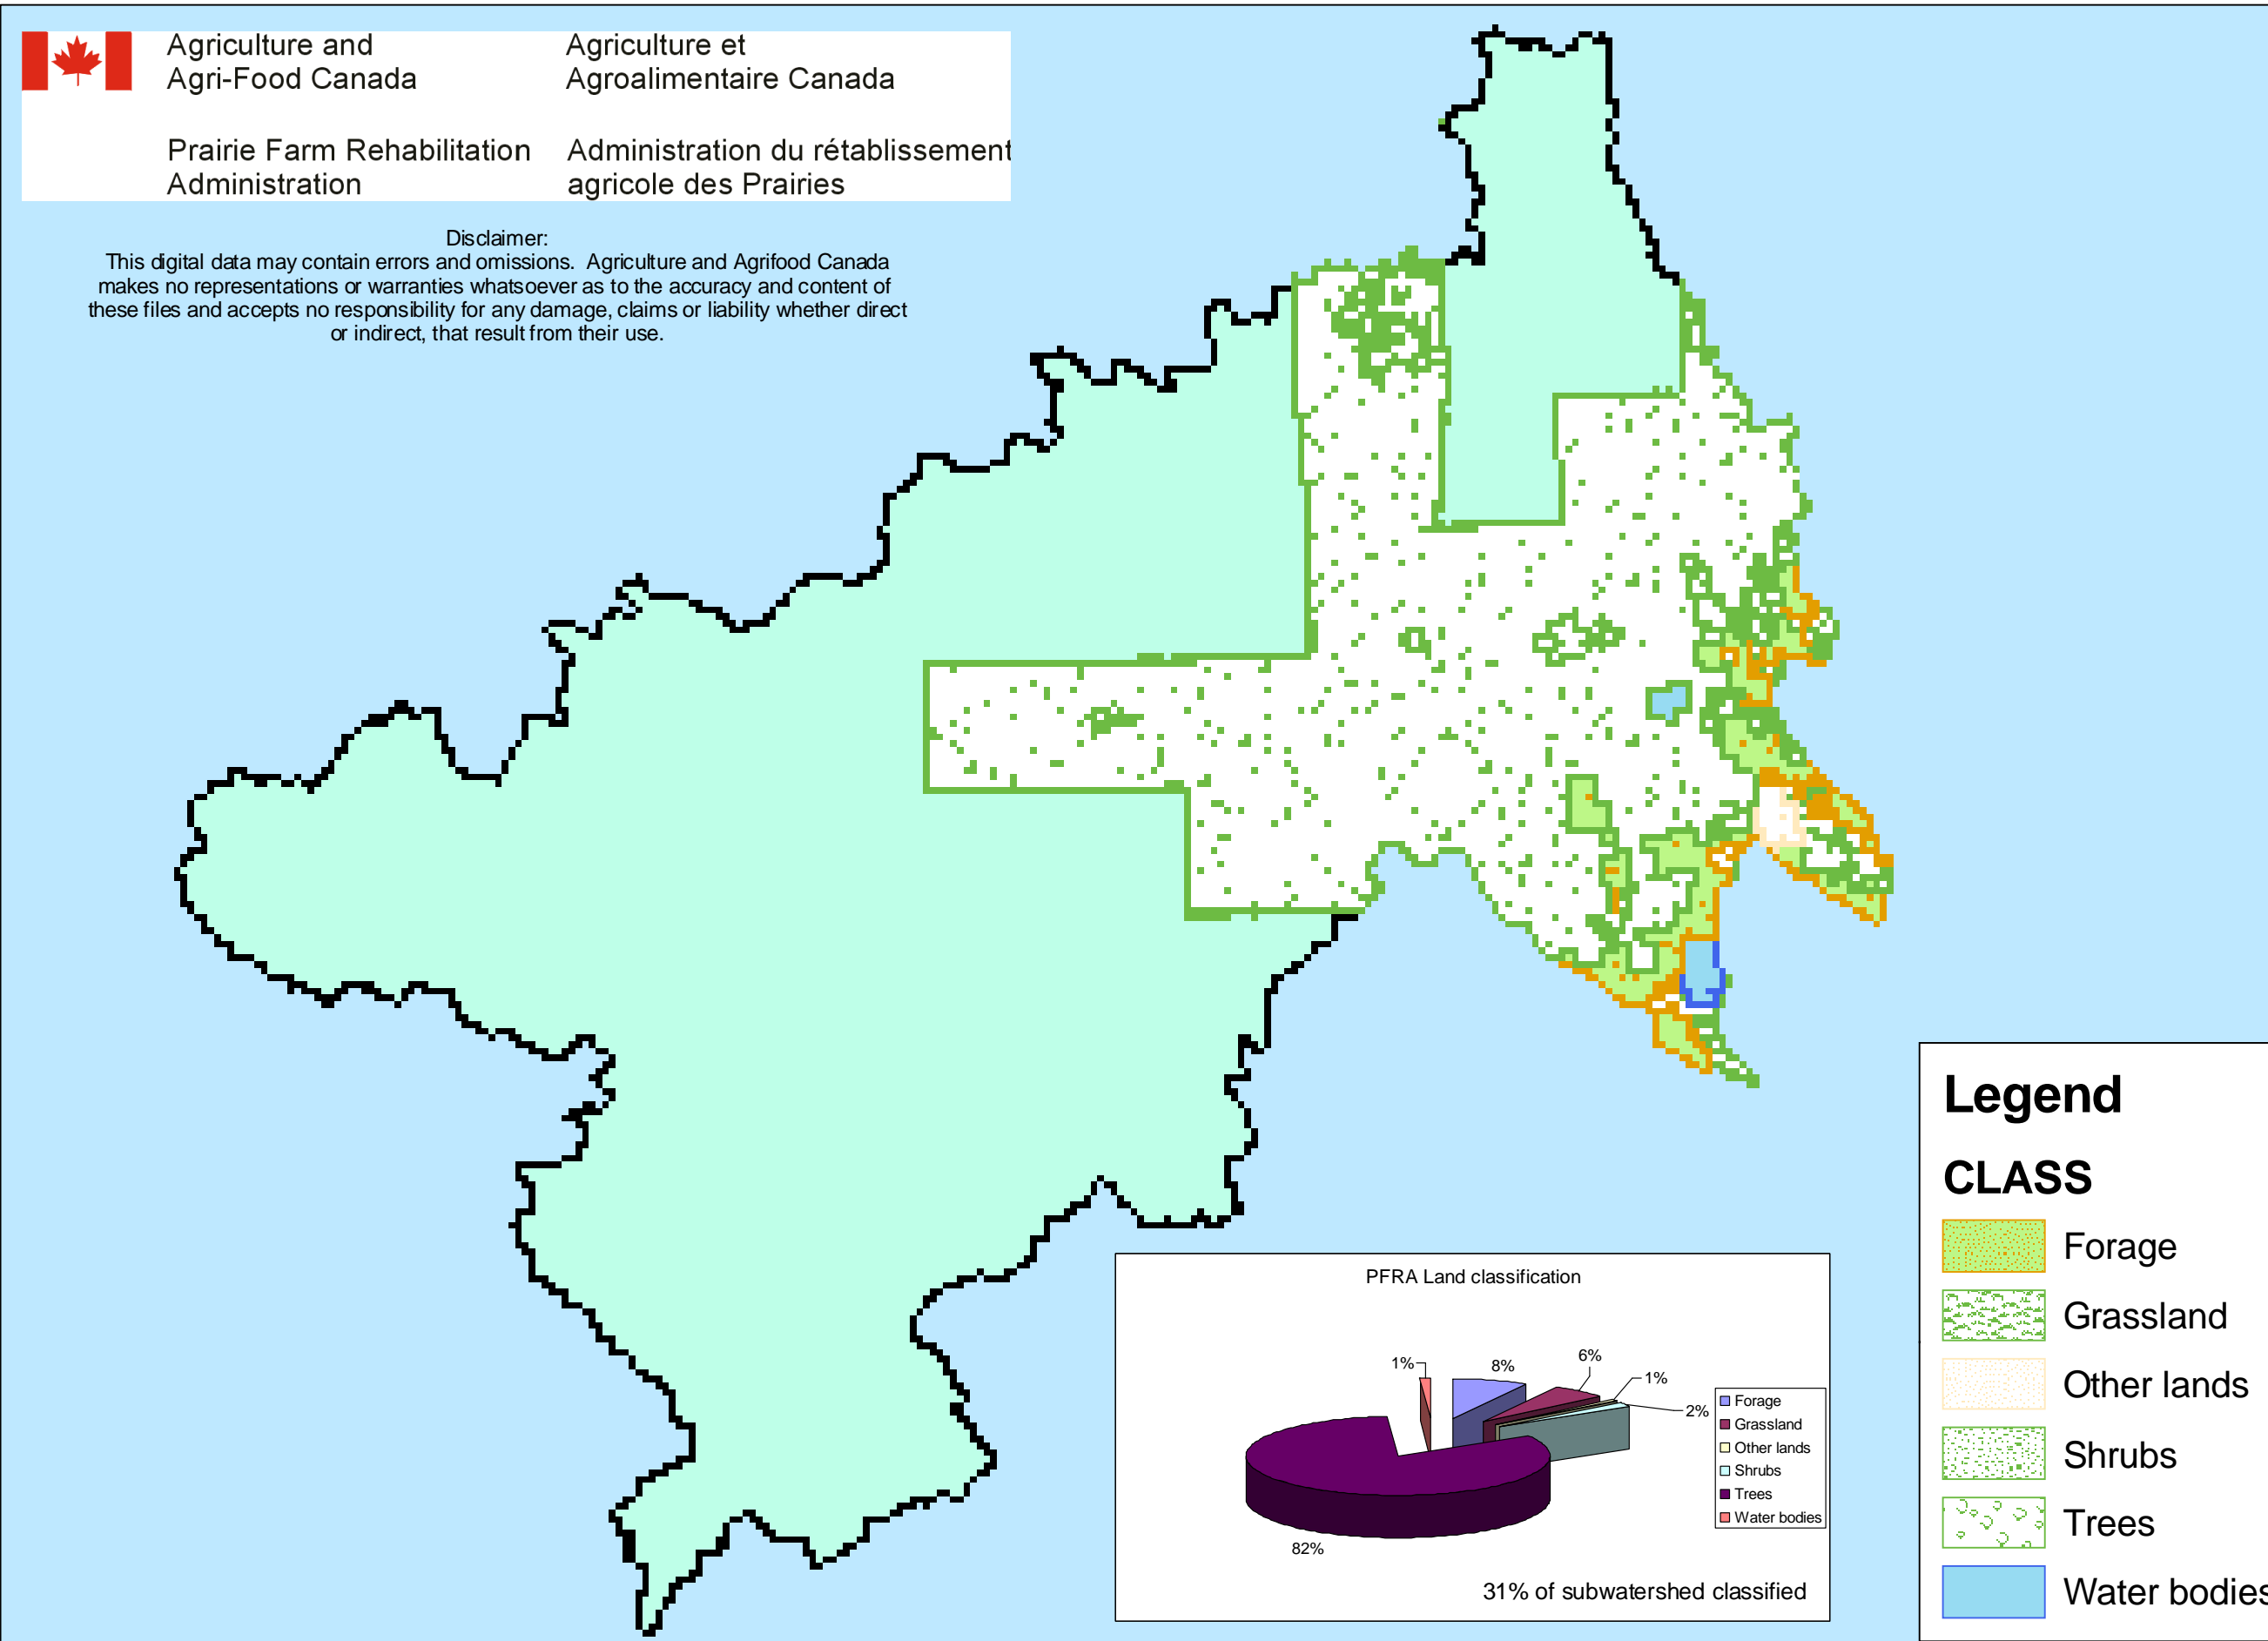 Agriculture and
Agri-Food Canada
Agriculture et
Agroalimentaire Canada
Prairie Farm Rehabilitation
Administration
Administration du rétablissement
agricole des Prairies
Disclaimer:
This digital data may contain errors and omissions. Agriculture and Agrifood Canada
makes no representations or warranties whatsoever as to the accuracy and content of
these files and accepts no responsibility for any damage, claims or liability whether direct
or indirect, that result from their use.
Legend
CLASS
Forage
Grassland
Other lands
Shrubs
Trees
Water bodies
PFRA Land classification
1%
8%
6%
1%
2%
82%
Forage
Grassland
Other lands
Shrubs
Trees
Water bodies
31% of subwatershed classified